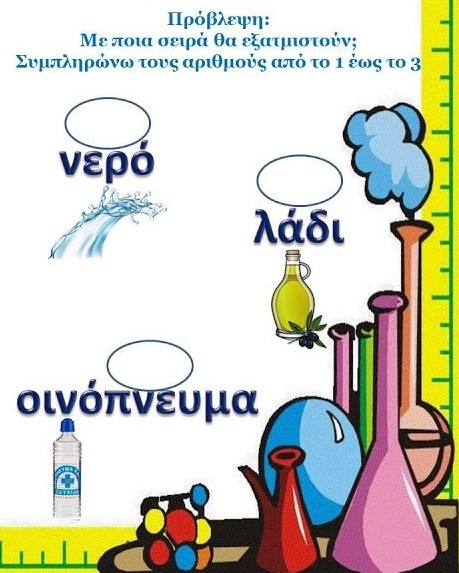 Πρόβλεψη:
Με ποια σειρά θα εξατμιστούν;
Συμπληρώνω τους αριθμούς από το 1 έως το 3
νερό
λάδι
οινόπνευμα